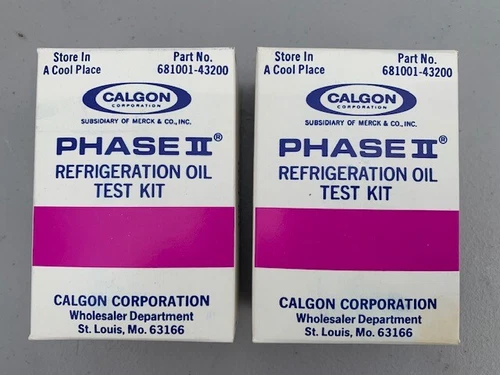 Store In Part No.
A Cool Place 681001-43200
CALGON
CORPORATION
SUBSIDIARY OF MERCK & CO., INC.
PHASE II®
REFRIGERATION OIL
TEST KIT
CALGON CORPORATION
Wholesaler Department
St. Louis, Mo. 63166
Store In Part No.
A Cool Place 681001-43200
CALGON
CORPORATION
SUBSIDIARY OF MERCK & CO., INC.
PHASE II®
REFRIGERATION OIL
TEST KIT
CALGON CORPORATION
Wholesaler Department
St. Louis, Mo. 63166